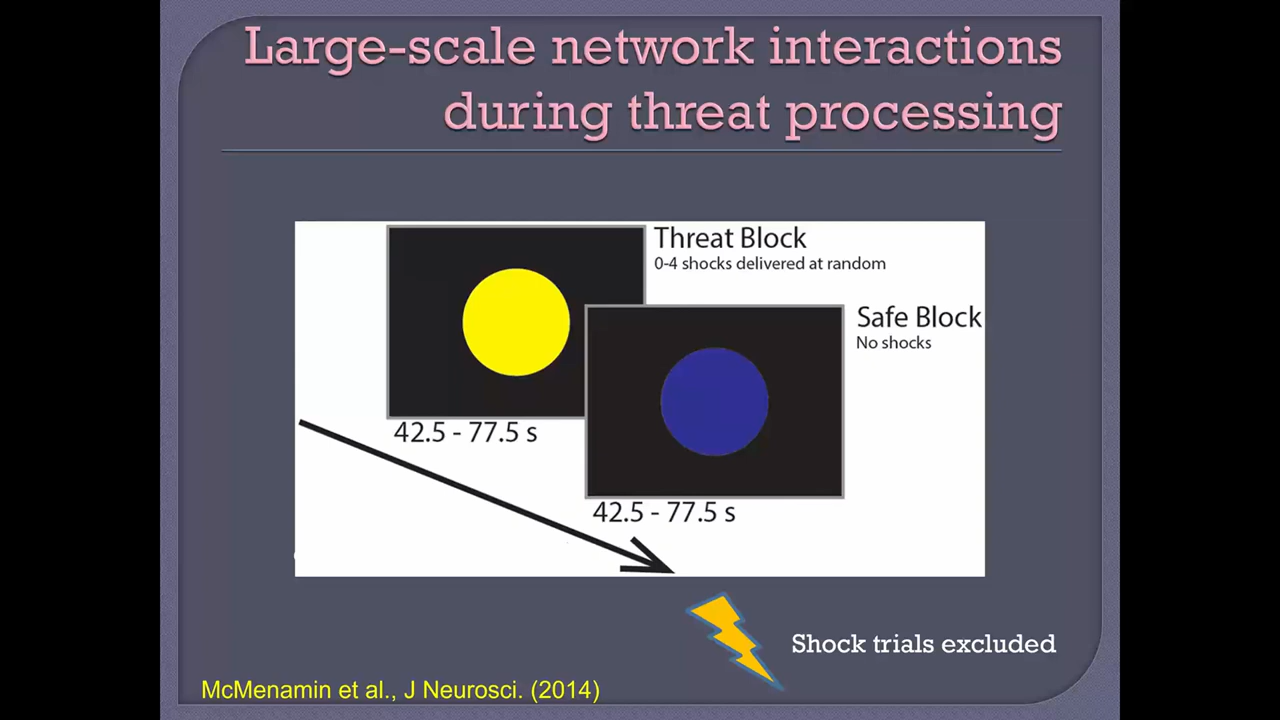 Large-scale network interactions
during threat processing
Threat Block
0-4 shocks delivered at random
Safe Block
No shocks
42.5 - 77.5 s
42.5 - 77.5 s
Shock trials excluded
McMenamin et al., J Neurosci. (2014)